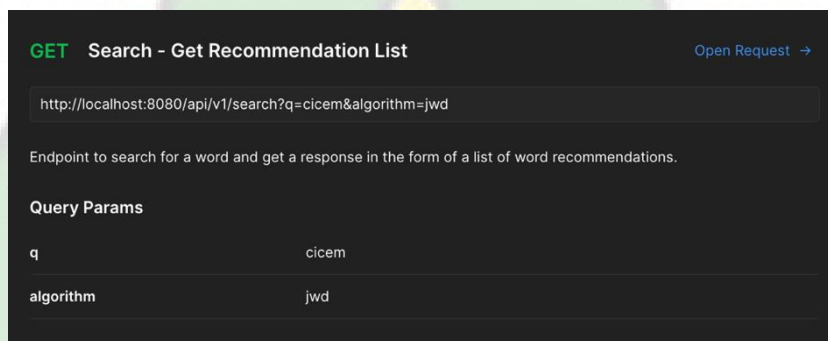 GET Search - Get Recommendation List
Open Request →
http://localhost:8080/api/v1/search?q=cicem&algorithm=jwd
Endpoint to search for a word and get a response in the form of a list of word recommendations.
Query Params
q cicem
algorithm jwd